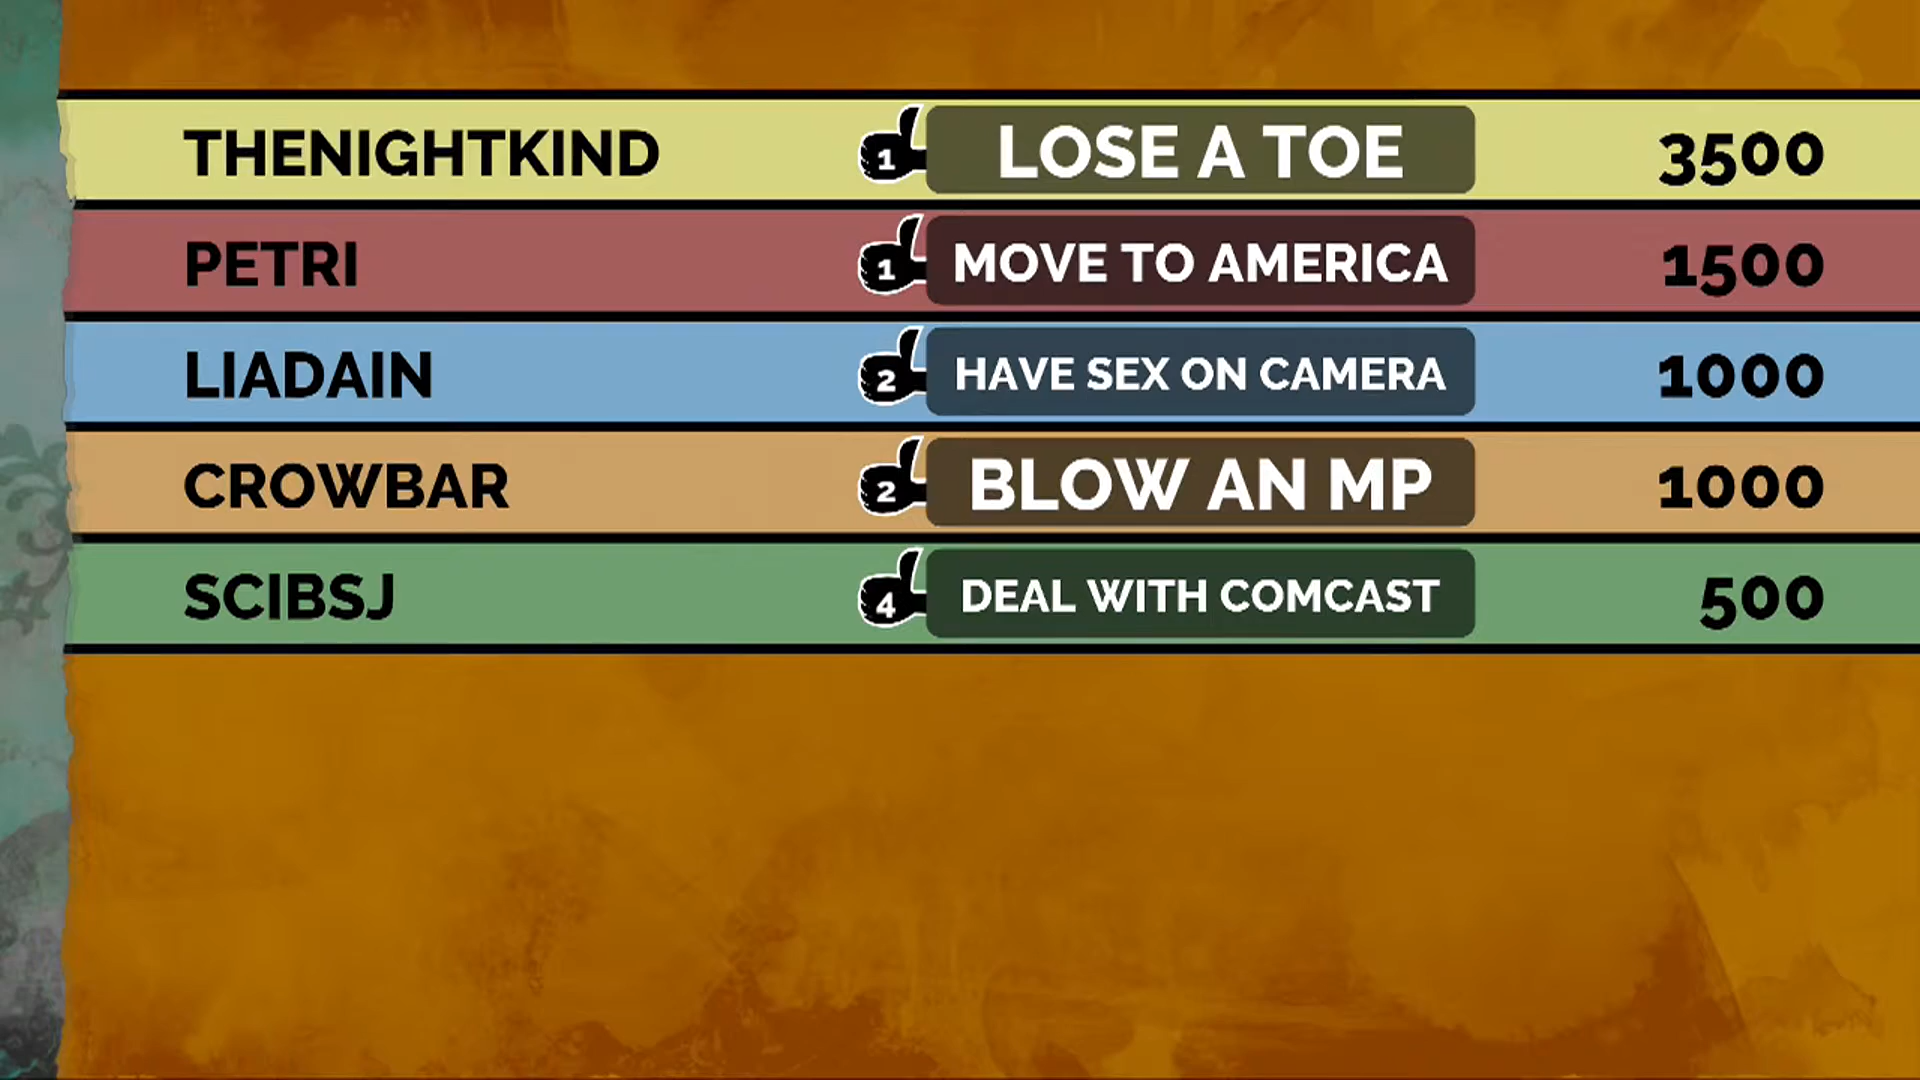 THENIGHTKIND 1 LOSE A TOE 3500
PETRI 1 MOVE TO AMERICA 1500
LIADAIN 2 HAVE SEX ON CAMERA 1000
CROWBAR 2 BLOW AN MP 1000
SCIBSJ 4 DEAL WITH COMCAST 500